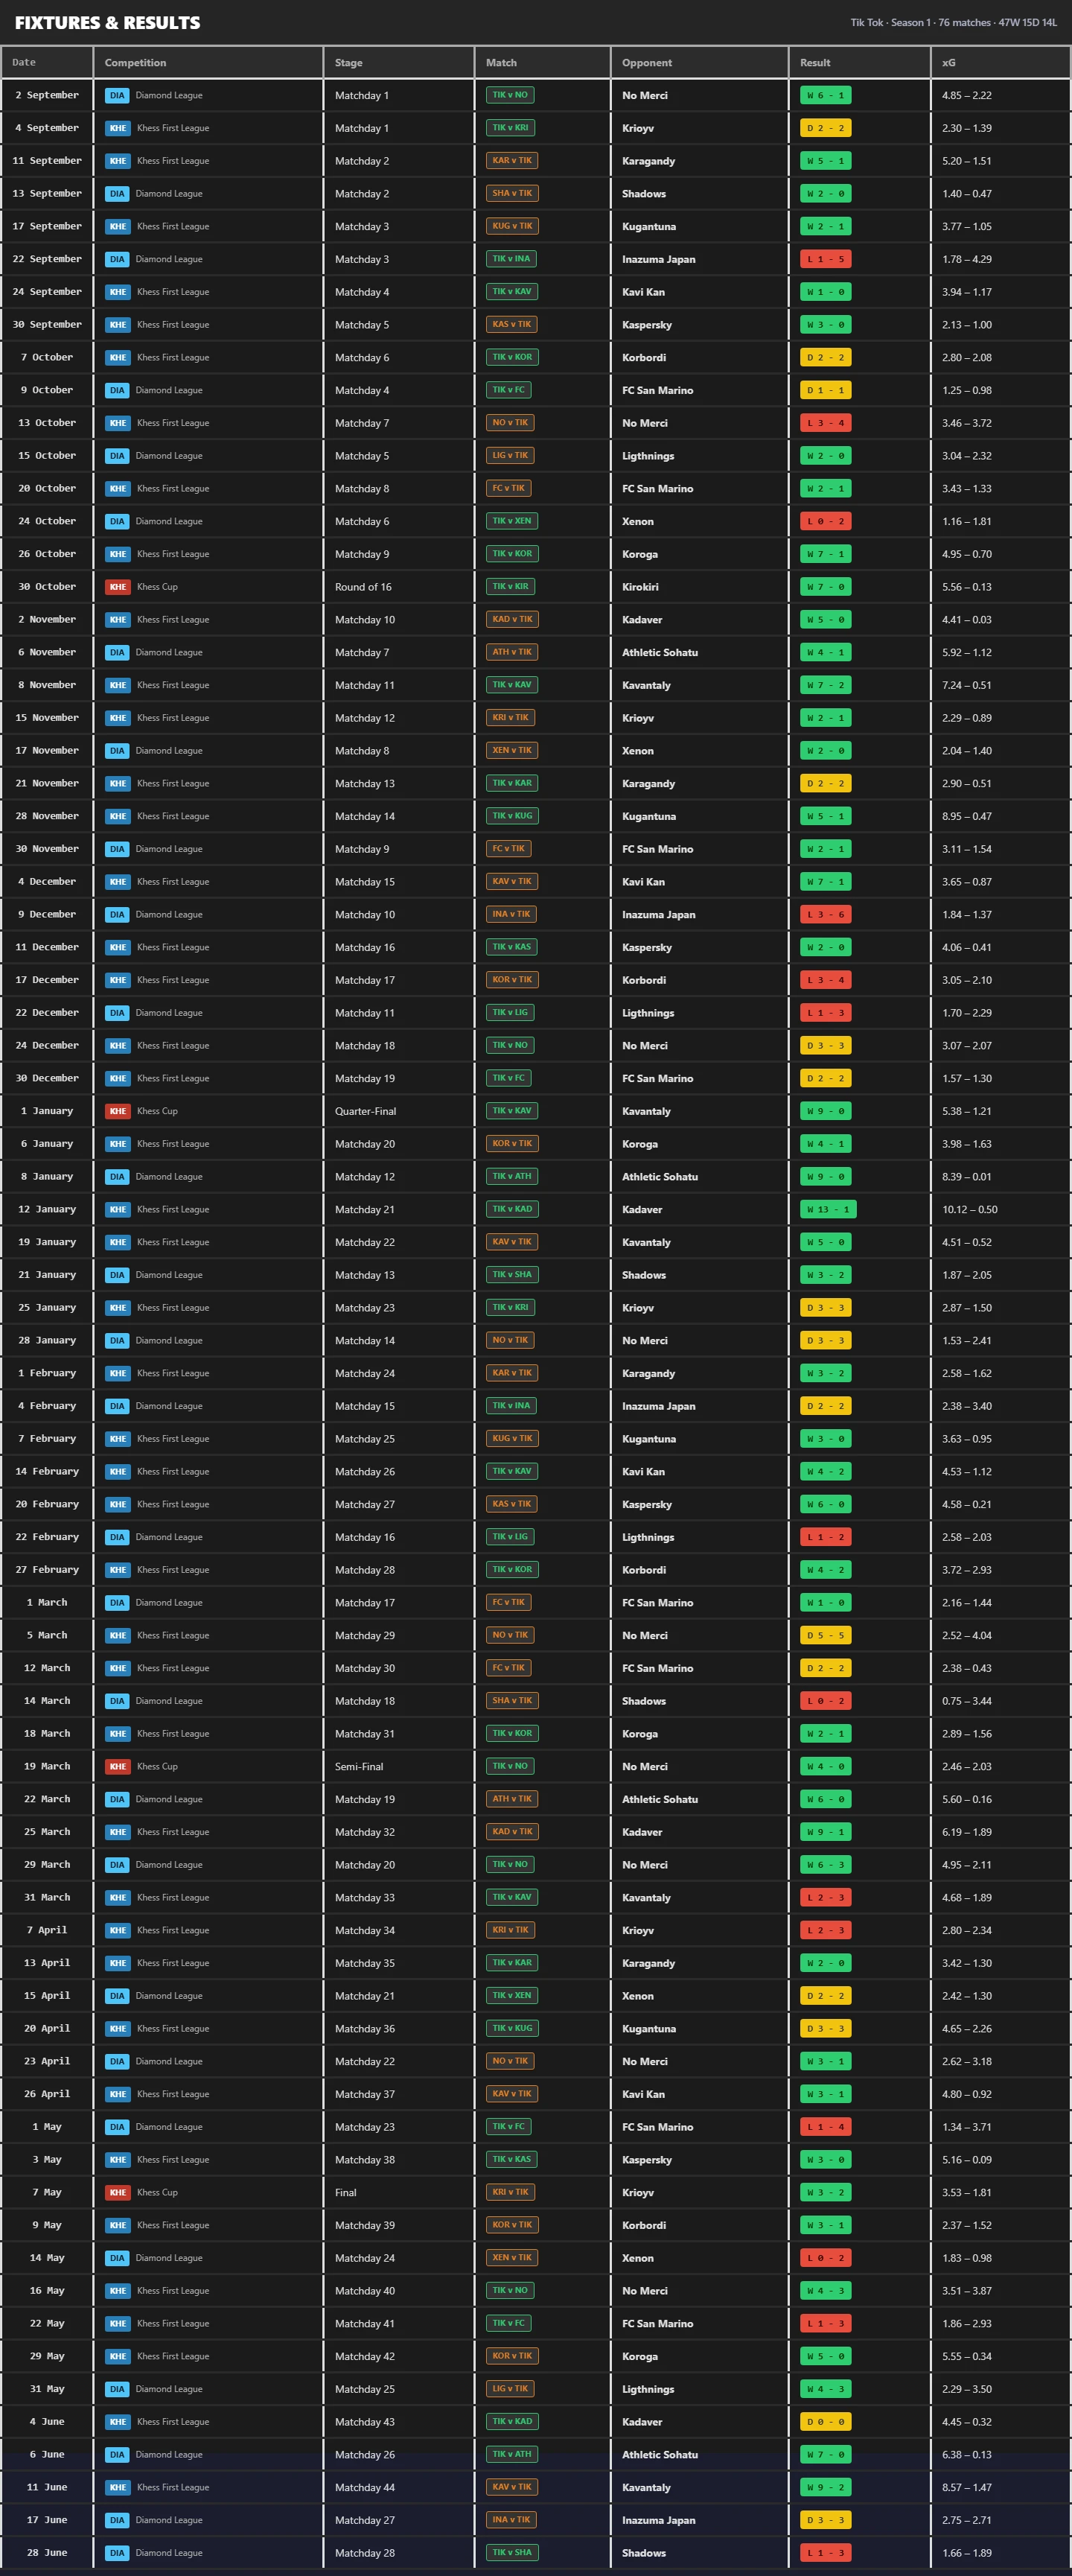 FIXTURES & RESULTS
Tik Tok · Season 1 · 76 matches · 47W 15D 14L
Date Competition Stage Match Opponent Result xG
2 September DIA Diamond League Matchday 1 TIK v NO No Merci W 6 - 1 4.85 – 2.22
4 September KHE Khess First League Matchday 1 TIK v KRI Krioyv D 2 - 2 2.30 – 1.39
11 September KHE Khess First League Matchday 2 KAR v TIK Karagandy W 5 - 1 5.20 – 1.51
13 September DIA Diamond League Matchday 2 SHA v TIK Shadows W 2 - 0 1.40 – 0.47
17 September KHE Khess First League Matchday 3 KUG v TIK Kugantuna W 2 - 1 3.77 – 1.05
22 September DIA Diamond League Matchday 3 TIK v INA Inazuma Japan L 1 - 5 1.78 – 4.29
24 September KHE Khess First League Matchday 4 TIK v KAV Kavi Kan W 1 - 0 3.94 – 1.17
30 September KHE Khess First League Matchday 5 KAS v TIK Kaspersky W 3 - 0 2.13 – 1.00
7 October KHE Khess First League Matchday 6 TIK v KOR Korbordi D 2 - 2 2.80 – 2.08
9 October DIA Diamond League Matchday 4 TIK v FC FC San Marino D 1 - 1 1.25 – 0.98
13 October KHE Khess First League Matchday 7 NO v TIK No Merci L 3 - 4 3.46 – 3.72
15 October DIA Diamond League Matchday 5 LIG v TIK Ligthnings W 2 - 0 3.04 – 2.32
20 October KHE Khess First League Matchday 8 FC v TIK FC San Marino W 2 - 1 3.43 – 1.33
24 October DIA Diamond League Matchday 6 TIK v XEN Xenon L 0 - 2 1.16 – 1.81
26 October KHE Khess First League Matchday 9 TIK v KOR Koroga W 7 - 1 4.95 – 0.70
30 October KHE Khess Cup Round of 16 TIK v KIR Kirokiri W 7 - 0 5.56 – 0.13
2 November KHE Khess First League Matchday 10 KAD v TIK Kadaver W 5 - 0 4.41 – 0.03
6 November DIA Diamond League Matchday 7 ATH v TIK Athletic Sohatu W 4 - 1 5.92 – 1.12
8 November KHE Khess First League Matchday 11 TIK v KAV Kavantaly W 7 - 2 7.24 – 0.51
15 November KHE Khess First League Matchday 12 KRI v TIK Krioyv W 2 - 1 2.29 – 0.89
17 November DIA Diamond League Matchday 8 XEN v TIK Xenon W 2 - 0 2.04 – 1.40
21 November KHE Khess First League Matchday 13 TIK v KAR Karagandy D 2 - 2 2.90 – 0.51
28 November KHE Khess First League Matchday 14 TIK v KUG Kugantuna W 5 - 1 8.95 – 0.47
30 November DIA Diamond League Matchday 9 FC v TIK FC San Marino W 2 - 1 3.11 – 1.54
4 December KHE Khess First League Matchday 15 KAV v TIK Kavi Kan W 7 - 1 3.65 – 0.87
9 December DIA Diamond League Matchday 10 INA v TIK Inazuma Japan L 3 - 6 1.84 – 1.37
11 December KHE Khess First League Matchday 16 TIK v KAS Kaspersky W 2 - 0 4.06 – 0.41
17 December KHE Khess First League Matchday 17 KOR v TIK Korbordi L 3 - 4 3.05 – 2.10
22 December DIA Diamond League Matchday 11 TIK v LIG Ligthnings L 1 - 3 1.70 – 2.29
24 December KHE Khess First League Matchday 18 TIK v NO No Merci D 3 - 3 3.07 – 2.07
30 December KHE Khess First League Matchday 19 TIK v FC FC San Marino D 2 - 2 1.57 – 1.30
1 January KHE Khess Cup Quarter-Final TIK v KAV Kavantaly W 9 - 0 5.38 – 1.21
6 January KHE Khess First League Matchday 20 KOR v TIK Koroga W 4 - 1 3.98 – 1.63
8 January DIA Diamond League Matchday 12 TIK v ATH Athletic Sohatu W 9 - 0 8.39 – 0.01
12 January KHE Khess First League Matchday 21 TIK v KAD Kadaver W 13 - 1 10.12 – 0.50
19 January KHE Khess First League Matchday 22 KAV v TIK Kavantaly W 5 - 0 4.51 – 0.52
21 January DIA Diamond League Matchday 13 TIK v SHA Shadows W 3 - 2 1.87 – 2.05
25 January KHE Khess First League Matchday 23 TIK v KRI Krioyv D 3 - 3 2.87 – 1.50
28 January DIA Diamond League Matchday 14 NO v TIK No Merci D 3 - 3 1.53 – 2.41
1 February KHE Khess First League Matchday 24 KAR v TIK Karagandy W 3 - 2 2.58 – 1.62
4 February DIA Diamond League Matchday 15 TIK v INA Inazuma Japan D 2 - 2 2.38 – 3.40
7 February KHE Khess First League Matchday 25 KUG v TIK Kugantuna W 3 - 0 3.63 – 0.95
14 February KHE Khess First League Matchday 26 TIK v KAV Kavi Kan W 4 - 2 4.53 – 1.12
20 February KHE Khess First League Matchday 27 KAS v TIK Kaspersky W 6 - 0 4.58 – 0.21
22 February DIA Diamond League Matchday 16 TIK v LIG Ligthnings L 1 - 2 2.58 – 2.03
27 February KHE Khess First League Matchday 28 TIK v KOR Korbordi W 4 - 2 3.72 – 2.93
1 March DIA Diamond League Matchday 17 FC v TIK FC San Marino W 1 - 0 2.16 – 1.44
5 March KHE Khess First League Matchday 29 NO v TIK No Merci D 5 - 5 2.52 – 4.04
12 March KHE Khess First League Matchday 30 FC v TIK FC San Marino D 2 - 2 2.38 – 0.43
14 March DIA Diamond League Matchday 18 SHA v TIK Shadows L 0 - 2 0.75 – 3.44
18 March KHE Khess First League Matchday 31 TIK v KOR Koroga W 2 - 1 2.89 – 1.56
19 March KHE Khess Cup Semi-Final TIK v NO No Merci W 4 - 0 2.46 – 2.03
22 March DIA Diamond League Matchday 19 ATH v TIK Athletic Sohatu W 6 - 0 5.60 – 0.16
25 March KHE Khess First League Matchday 32 KAD v TIK Kadaver W 9 - 1 6.19 – 1.89
29 March DIA Diamond League Matchday 20 TIK v NO No Merci W 6 - 3 4.95 – 2.11
31 March KHE Khess First League Matchday 33 TIK v KAV Kavantaly L 2 - 3 4.68 – 1.89
7 April KHE Khess First League Matchday 34 KRI v TIK Krioyv L 2 - 3 2.80 – 2.34
13 April KHE Khess First League Matchday 35 TIK v KAR Karagandy W 2 - 0 3.42 – 1.30
15 April DIA Diamond League Matchday 21 TIK v XEN Xenon D 2 - 2 2.42 – 1.30
20 April KHE Khess First League Matchday 36 TIK v KUG Kugantuna D 3 - 3 4.65 – 2.26
23 April DIA Diamond League Matchday 22 NO v TIK No Merci W 3 - 1 2.62 – 3.18
26 April KHE Khess First League Matchday 37 KAV v TIK Kavi Kan W 3 - 1 4.80 – 0.92
1 May DIA Diamond League Matchday 23 TIK v FC FC San Marino L 1 - 4 1.34 – 3.71
3 May KHE Khess First League Matchday 38 TIK v KAS Kaspersky W 3 - 0 5.16 – 0.09
7 May KHE Khess Cup Final KRI v TIK Krioyv W 3 - 2 3.53 – 1.81
9 May KHE Khess First League Matchday 39 KOR v TIK Korbordi W 3 - 1 2.37 – 1.52
14 May DIA Diamond League Matchday 24 XEN v TIK Xenon L 0 - 2 1.83 – 0.98
16 May KHE Khess First League Matchday 40 TIK v NO No Merci W 4 - 3 3.51 – 3.87
22 May KHE Khess First League Matchday 41 TIK v FC FC San Marino L 1 - 3 1.86 – 2.93
29 May KHE Khess First League Matchday 42 KOR v TIK Koroga W 5 - 0 5.55 – 0.34
31 May DIA Diamond League Matchday 25 LIG v TIK Ligthnings W 4 - 3 2.29 – 3.50
4 June KHE Khess First League Matchday 43 TIK v KAD Kadaver D 0 - 0 4.45 – 0.32
6 June DIA Diamond League Matchday 26 TIK v ATH Athletic Sohatu W 7 - 0 6.38 – 0.13
11 June KHE Khess First League Matchday 44 KAV v TIK Kavantaly W 9 - 2 8.57 – 1.47
17 June DIA Diamond League Matchday 27 INA v TIK Inazuma Japan D 3 - 3 2.75 – 2.71
28 June DIA Diamond League Matchday 28 TIK v SHA Shadows L 1 - 3 1.66 – 1.89